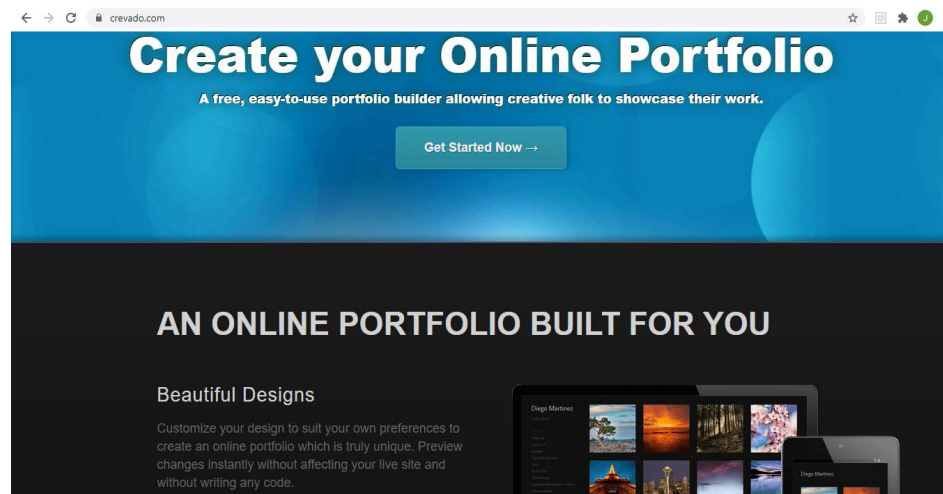 crevado.com
J
Create your Online Portfolio
A free, easy-to-use portfolio builder allowing creative folk to showcase their work.
Get Started Now →
AN ONLINE PORTFOLIO BUILT FOR YOU
Beautiful Designs
Customize your design to suit your own preferences to
create an online portfolio which is truly unique. Preview
changes instantly without affecting your live site and
without writing any code.
Diego Martinez
Diego Martinez